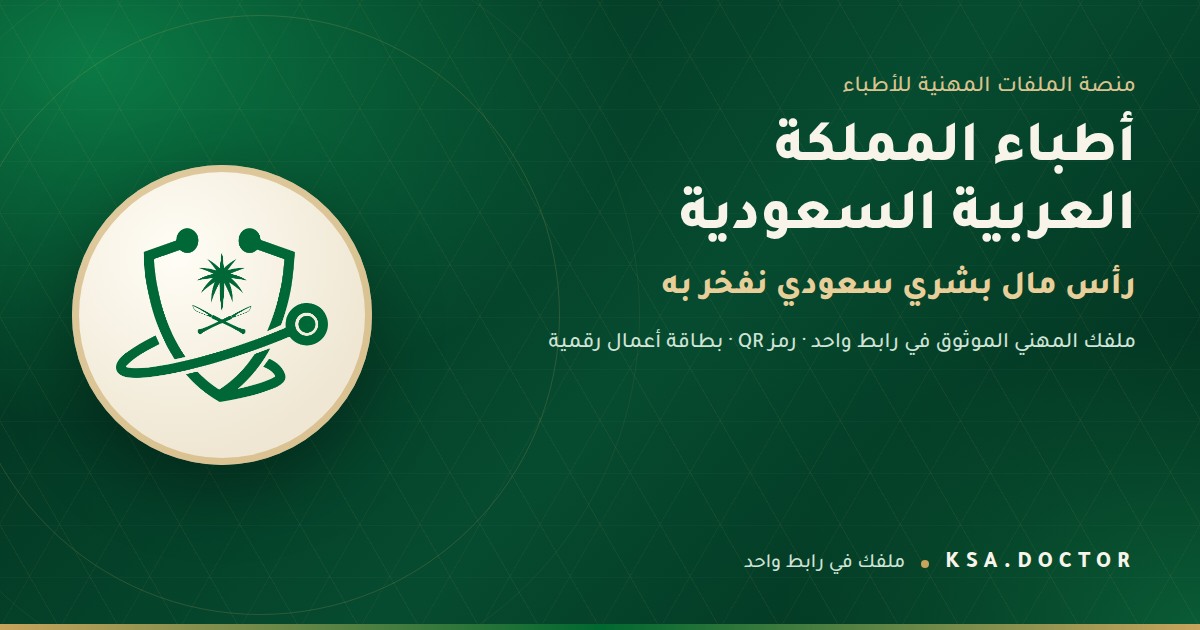 منصة الملفات المهنية للأطباء
أطباء المملكة
العربية السعودية
رأس مال بشري سعودي نفخر به
ملفك المهني الموثوق في رابط واحد · رمز QR · بطاقة أعمال رقمية
KSA.DOCTOR • ملفك في رابط واحد